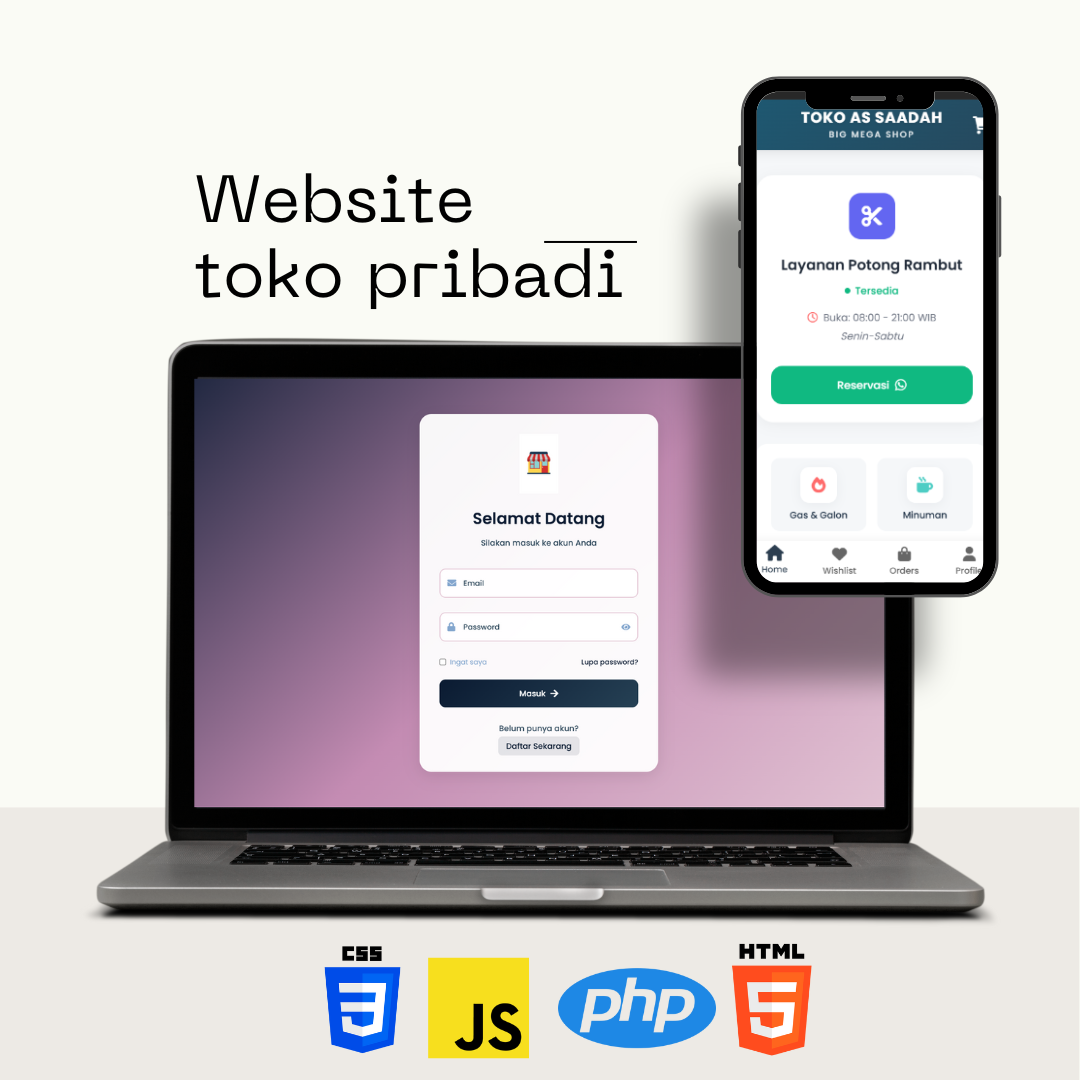 Website
toko pribadi
TOKO AS SAADAH
BIG MEGA SHOP
Layanan Potong Rambut
Tersedia
Buka: 08:00 - 21:00 WIB
Senin-Sabtu
Reservasi
Gas & Galon
Minuman
Home
Wishlist
Orders
Profile
Selamat Datang
Silakan masuk ke akun Anda
Email
Password
Ingat saya
Lupa password?
Masuk →
Belum punya akun?
Daftar Sekarang
CSS
3
JS
php
HTML
5